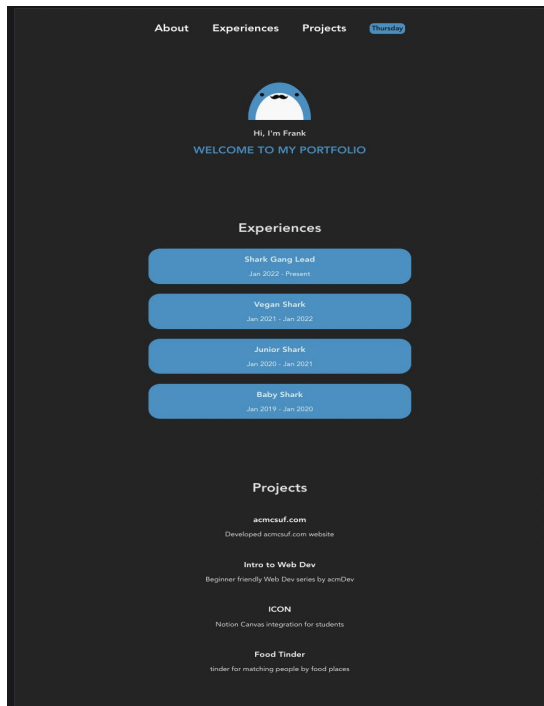 About Experiences Projects Thursday
Hi, I'm Frank
WELCOME TO MY PORTFOLIO
Experiences
Shark Gang Lead
Jan 2022 - Present
Vegan Shark
Jan 2021 - Jan 2022
Junior Shark
Jan 2020 - Jan 2021
Baby Shark
Jan 2019 - Jan 2020
Projects
acmcsuf.com
Developed acmcsuf.com website
Intro to Web Dev
Beginner friendly Web Dev series by acmDev
ICON
Notion Canvas integration for students
Food Tinder
tinder for matching people by food places